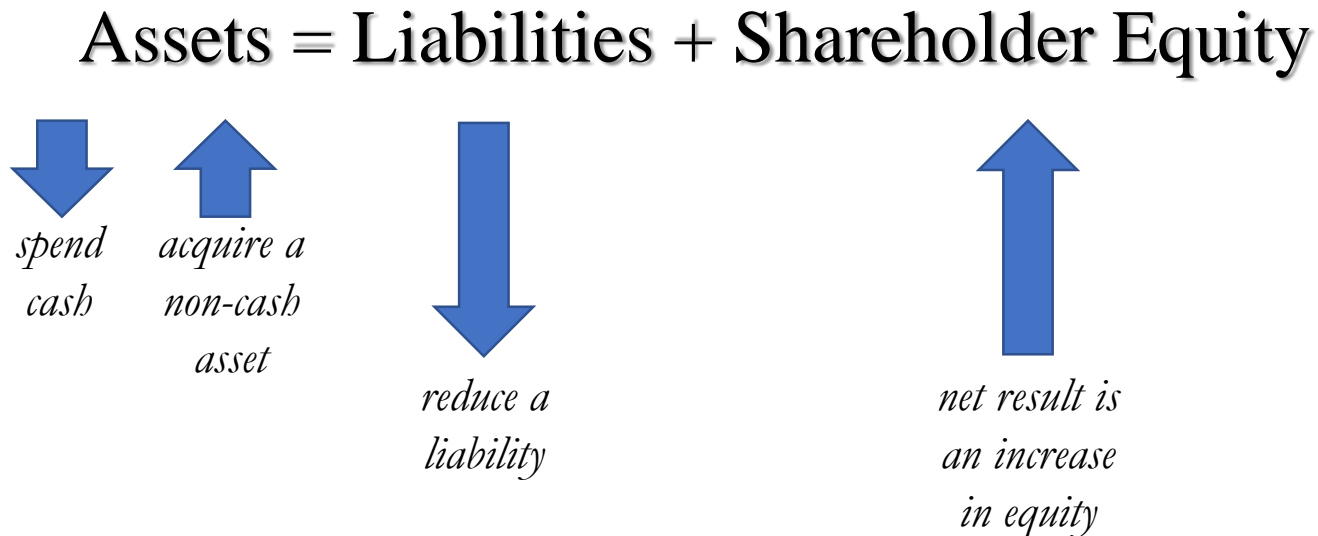 Assets = Liabilities + Shareholder Equity
spend
cash
acquire a
non-cash
asset
reduce a
liability
net result is
an increase
in equity